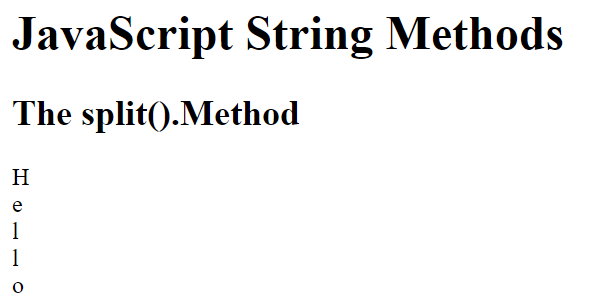 JavaScript String Methods
The split().Method
H
e
l
l
o